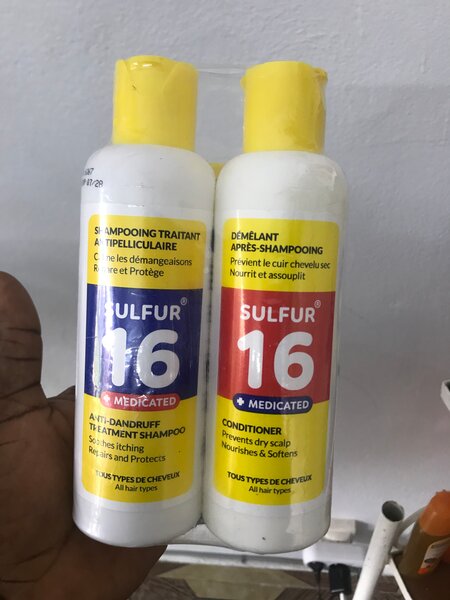 07/28
SHAMPOOING TRAITANT
ANTIPELLICULAIRE
Calme les démangeaisons
Répare et Protège
SULFUR®
16
MEDICATED
ANTI-DANDRUFF
TREATMENT SHAMPOO
Soothes itching
Repairs and Protects
TOUS TYPES DE CHEVEUX
All hair types
DÉMÊLANT
APRÈS-SHAMPOOING
Prévient le cuir chevelu sec
Nourrit et assouplit
SULFUR®
16
MEDICATED
CONDITIONER
Prevents dry scalp
Nourishes & Softens
TOUS TYPES DE CHEVEUX
All hair types